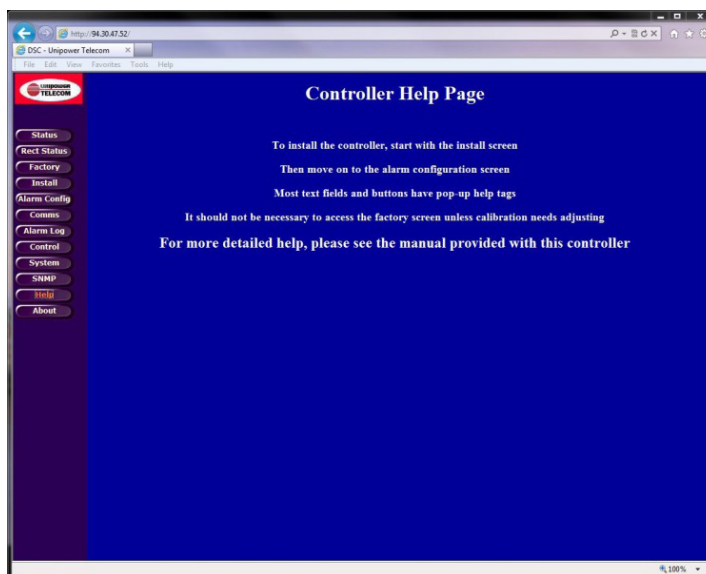 http://94.30.47.52/
DSC - Unipower Telecom
File Edit View Favorites Tools Help
UNIPOWER
TELECOM
Controller Help Page
Status
Rect Status
Factory
Install
Alarm Config
Comms
Alarm Log
Control
System
SNMP
Help
About
To install the controller, start with the install screen
Then move on to the alarm configuration screen
Most text fields and buttons have pop-up help tags
It should not be necessary to access the factory screen unless calibration needs adjusting
For more detailed help, please see the manual provided with this controller
100%